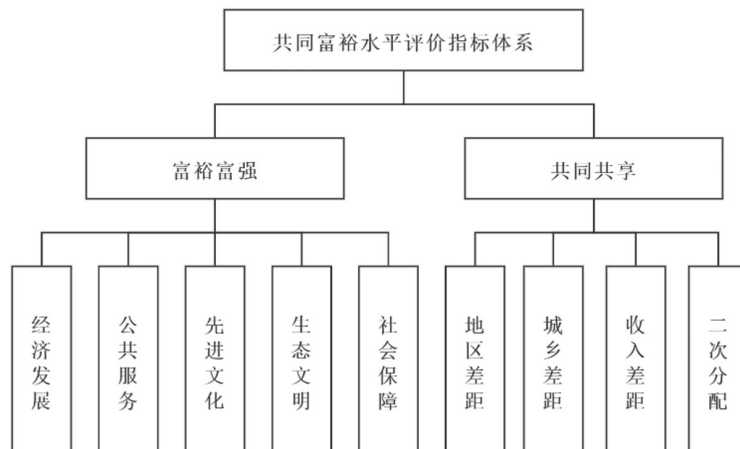 共同富裕水平评价指标体系
富裕富强
共同共享
经济发展
公共服务
先进文化
生态文明
社会保障
地区差距
城乡差距
收入差距
二次分配